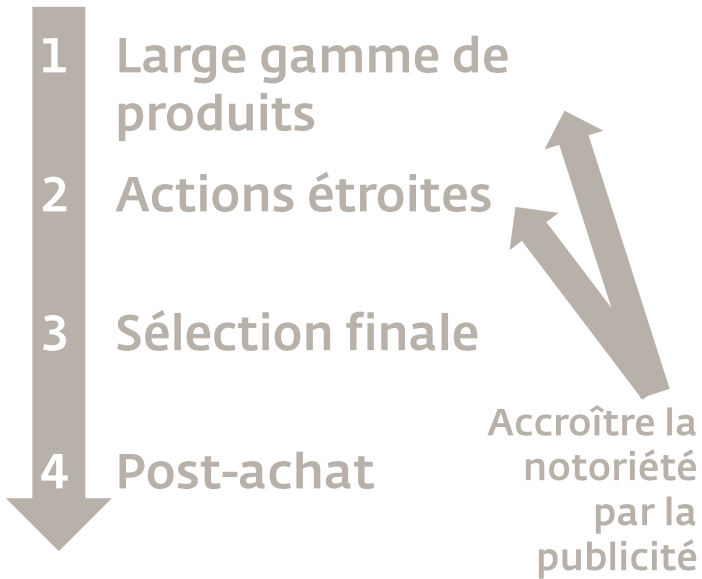 1 Large gamme de
produits
2 Actions étroites
3 Sélection finale
4 Post-achat
Accroître la
notoriété
par la
publicité